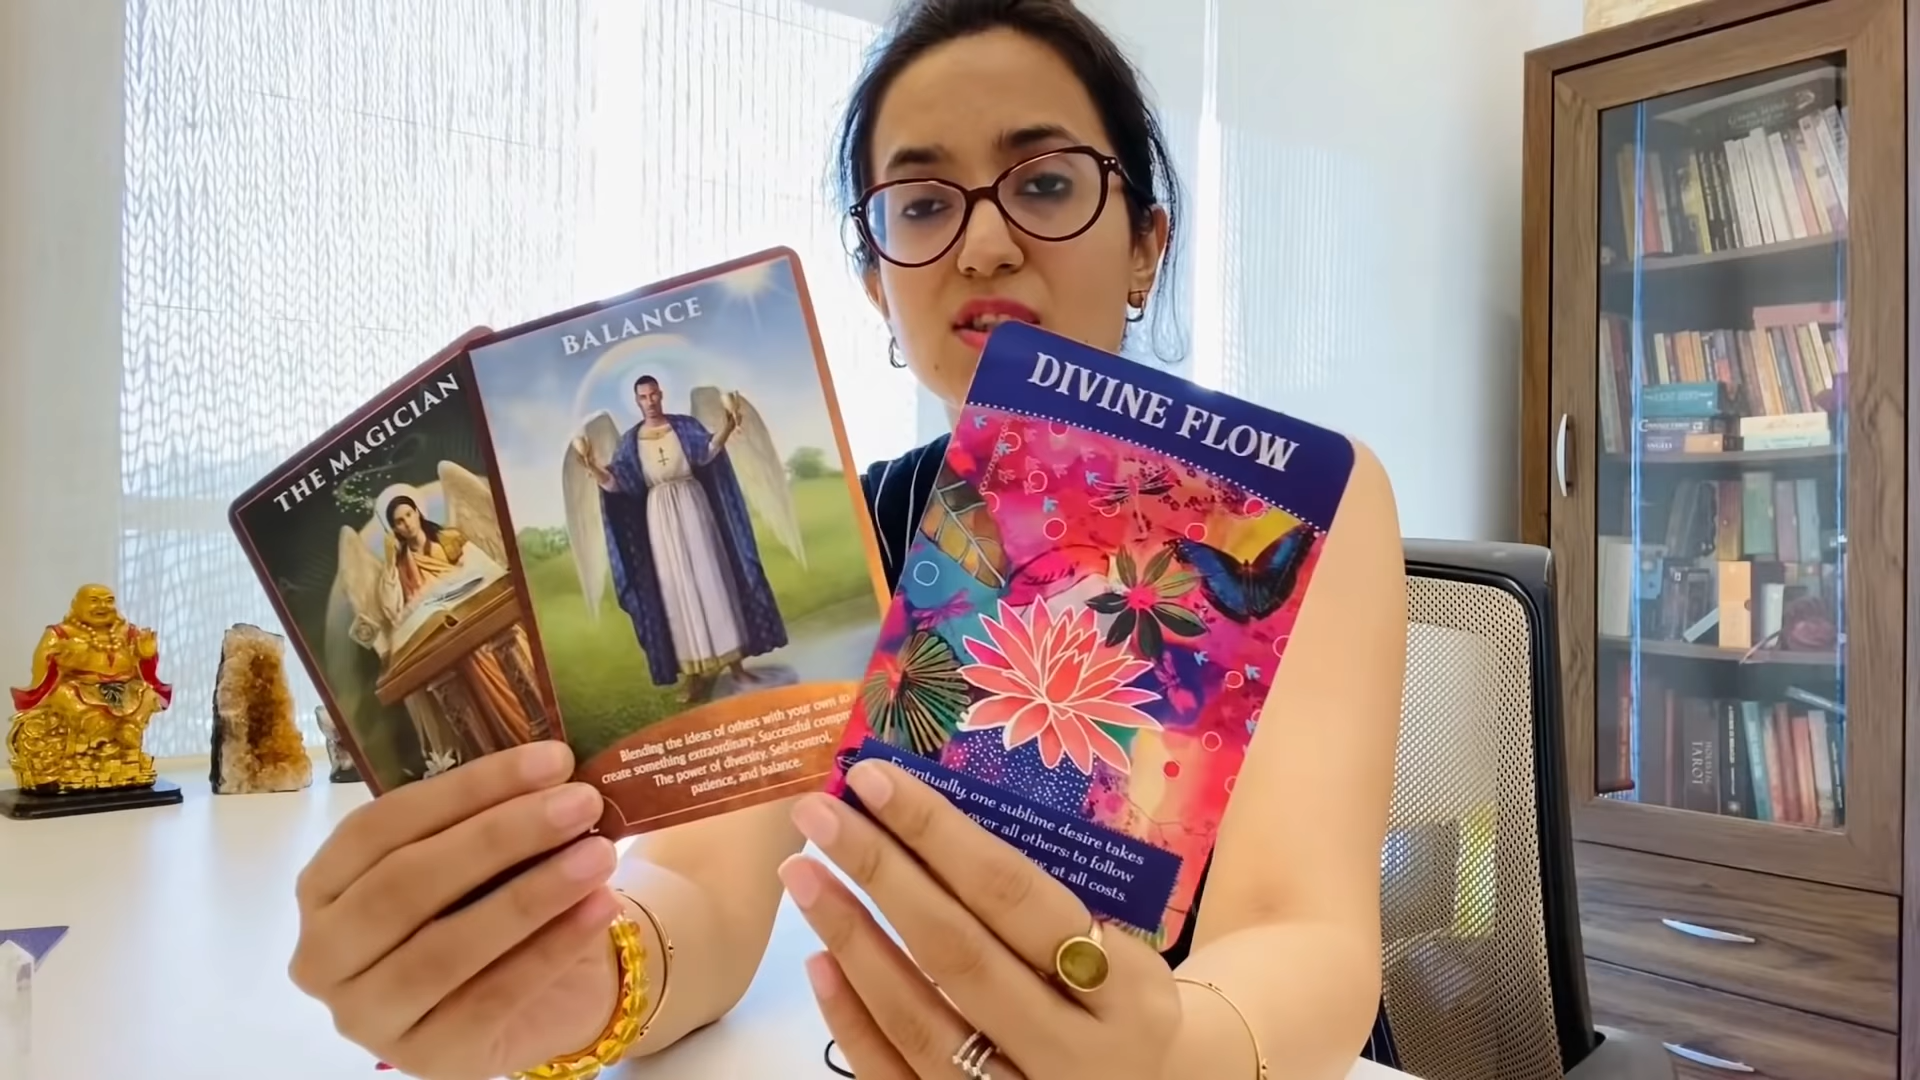 THE MAGICIAN
BALANCE
Blending the ideas of others with your own to
create something extraordinary. Successful
The power of diversity. Self-control,
patience, and balance.
DIVINE FLOW
Eventually, one sublime desire takes
over all others: to follow
at all costs.
TAROT